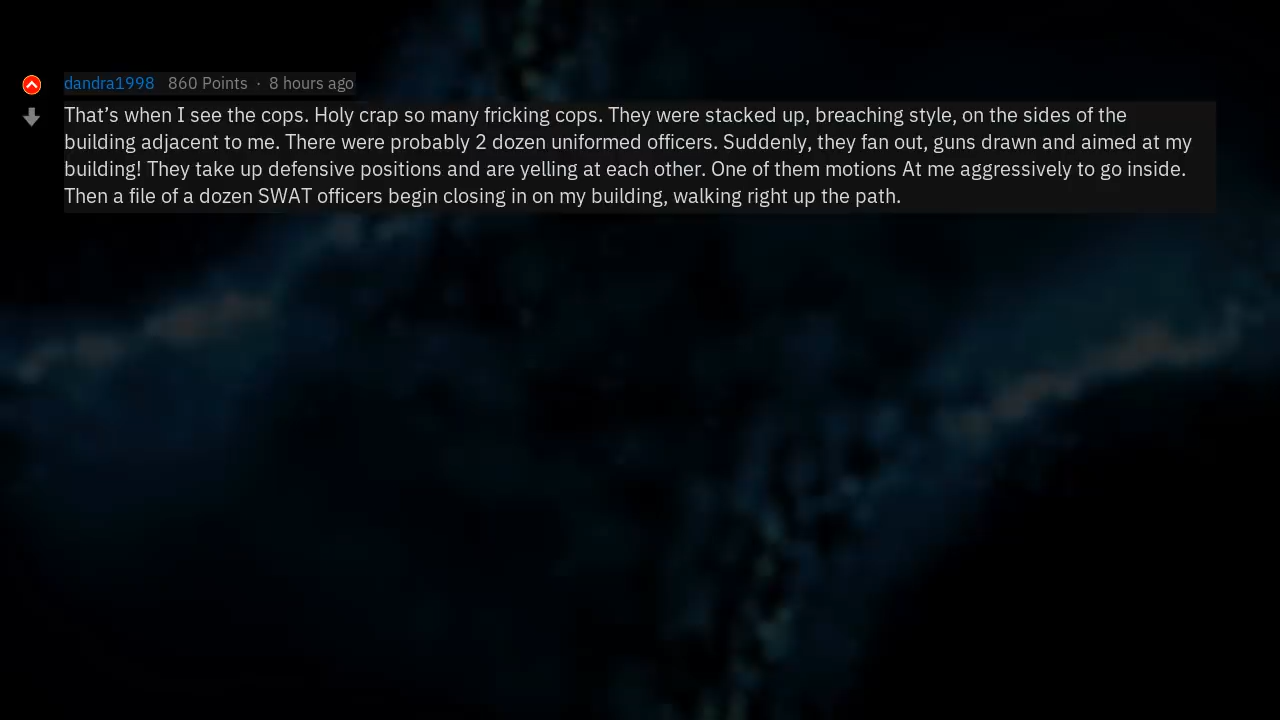 dandra1998 860 Points · 8 hours ago
That’s when I see the cops. Holy crap so many fricking cops. They were stacked up, breaching style, on the sides of the
building adjacent to me. There were probably 2 dozen uniformed officers. Suddenly, they fan out, guns drawn and aimed at my
building! They take up defensive positions and are yelling at each other. One of them motions At me aggressively to go inside.
Then a file of a dozen SWAT officers begin closing in on my building, walking right up the path.